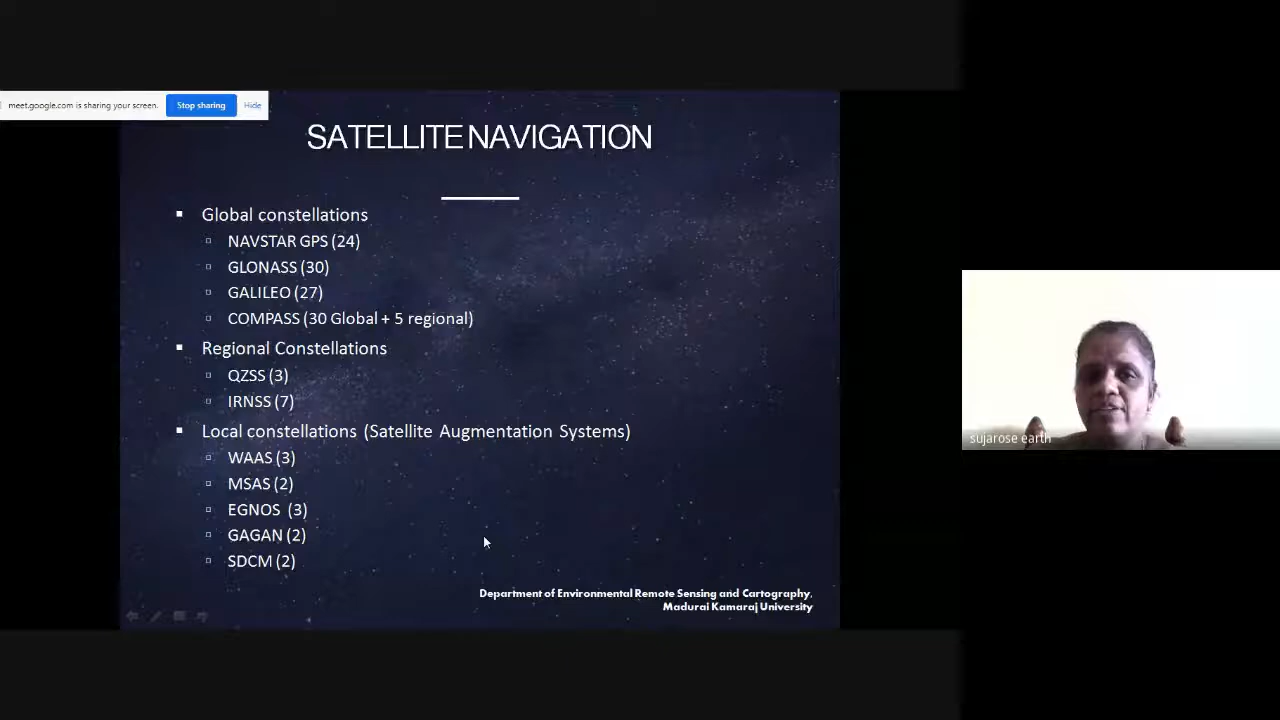 meet.google.com is sharing your screen.
Stop sharing
Hide
SATELLITE NAVIGATION
Global constellations
NAVSTAR GPS (24)
GLONASS (30)
GALILEO (27)
COMPASS (30 Global + 5 regional)
Regional Constellations
QZSS (3)
IRNSS (7)
Local constellations (Satellite Augmentation Systems)
WAAS (3)
MSAS (2)
EGNOS (3)
GAGAN (2)
SDCM (2)
Department of Environmental Remote Sensing and Cartography,
Madurai Kamaraj University
sujarose earth